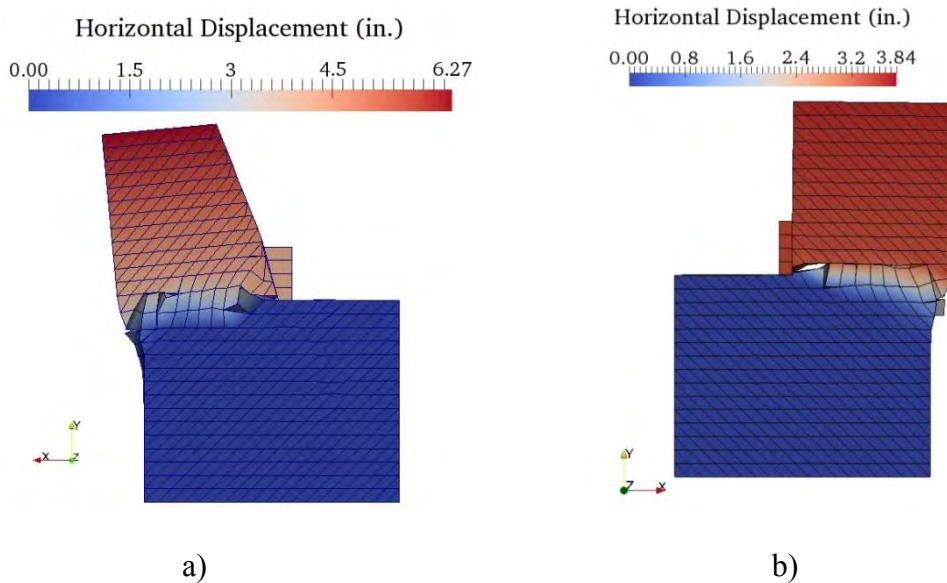 Horizontal Displacement (in.)
0.00 1.5 3 4.5 6.27
Horizontal Displacement (in.)
0.00 0.8 1.6 2.4 3.2 3.84
Y
X Z
Y
Z X
a) b)